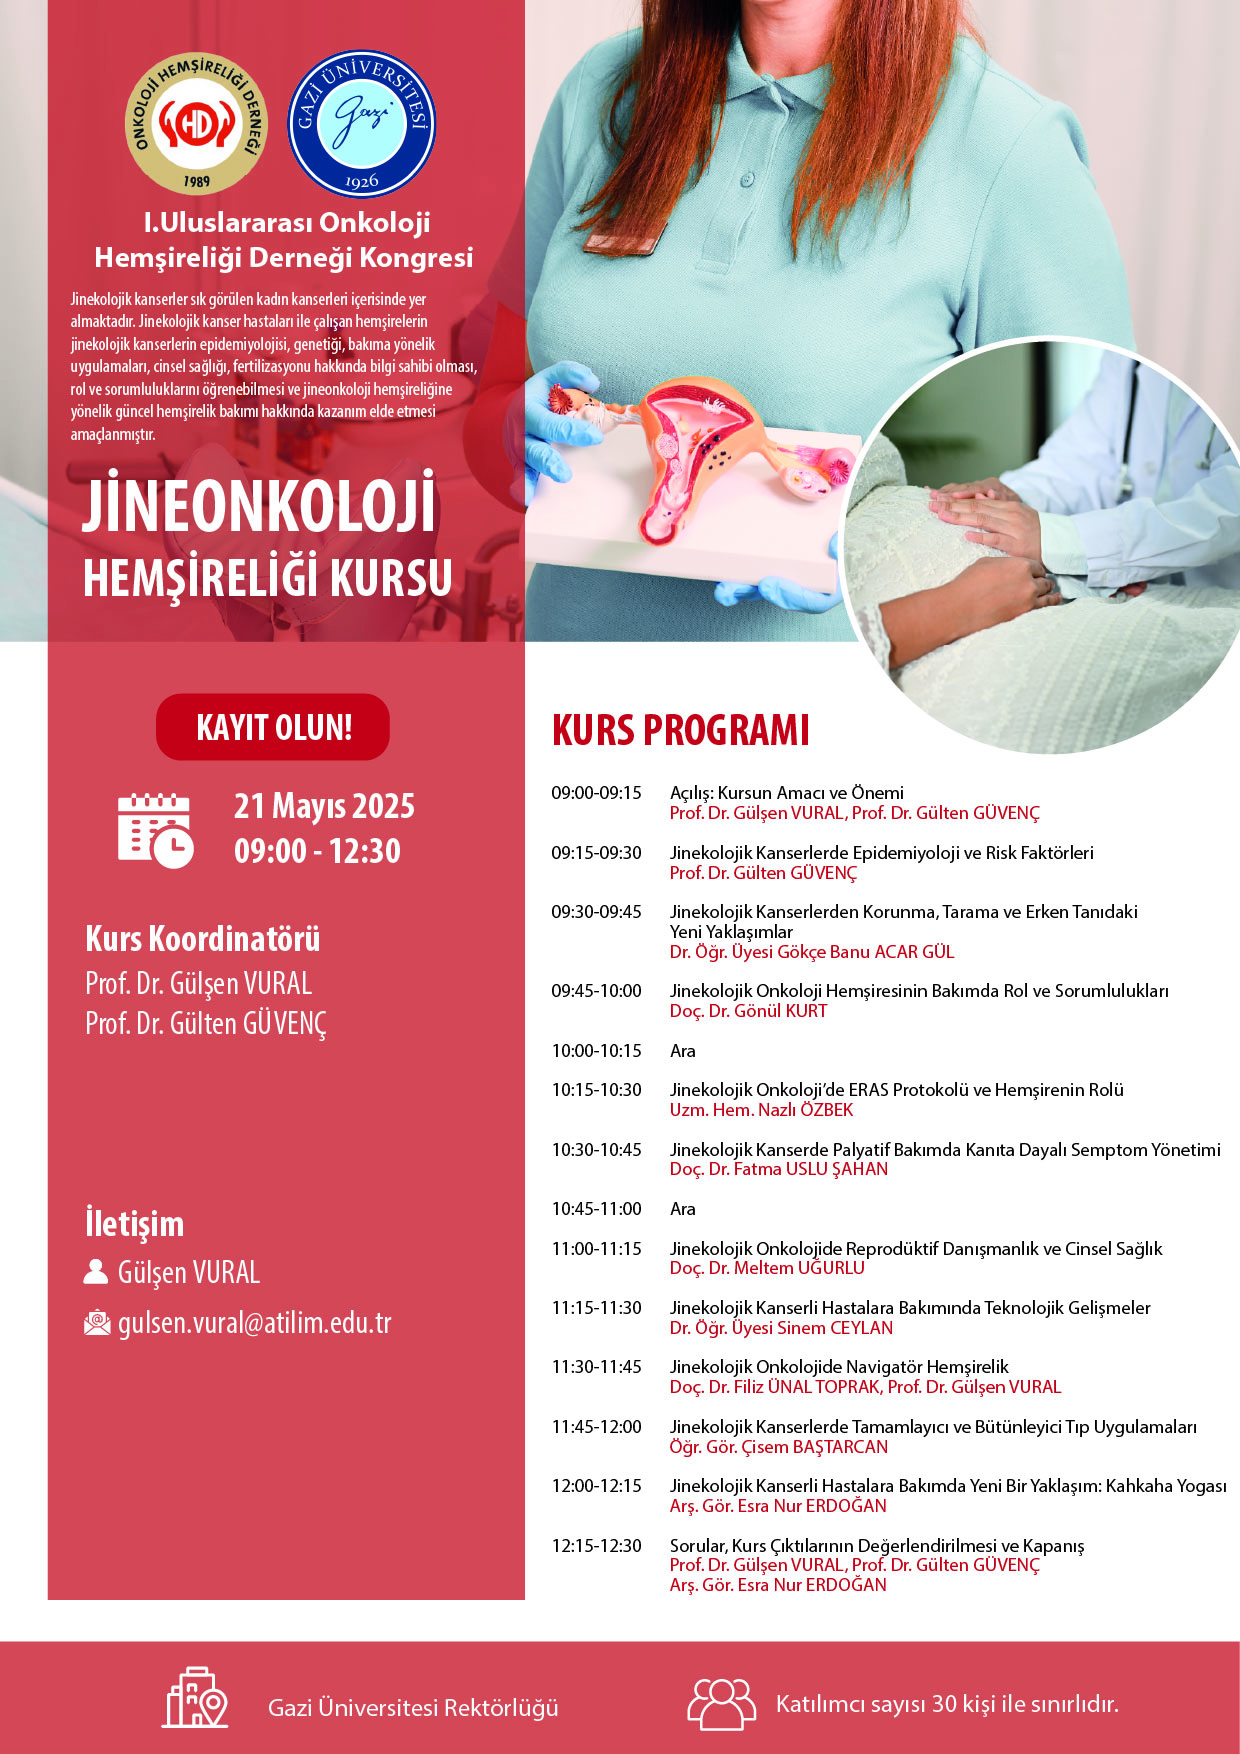 ONKOLOJİ HEMŞİRELİĞİ DERNEĞİ
HD
1989
GAZİ ÜNİVERSİTESİ
Gazi
1926
I.Uluslararası Onkoloji
Hemşireliği Derneği Kongresi
Jinekolojik kanserler sık görülen kadın kanserleri içerisinde yer
almaktadır. Jinekolojik kanser hastaları ile çalışan hemşirelerin
jinekolojik kanserlerin epidemiyolojisi, genetiği, bakıma yönelik
uygulamaları, cinsel sağlığı, fertilizasyonu hakkında bilgi sahibi olması,
rol ve sorumluluklarını öğrenebilmesi ve jineonkoloji hemşireliğine
yönelik güncel hemşirelik bakımı hakkında kazanım elde etmesi
amaçlanmıştır.
JİNEONKOLOJİ
HEMŞİRELİĞİ KURSU
KAYIT OLUN!
21 Mayıs 2025
09:00 - 12:30
Kurs Koordinatörü
Prof. Dr. Gülşen VURAL
Prof. Dr. Gülten GÜVENÇ
İletişim
Gülşen VURAL
gulsen.vural@atilim.edu.tr
KURS PROGRAMI
09:00-09:15 Açılış: Kursun Amacı ve Önemi
Prof. Dr. Gülşen VURAL, Prof. Dr. Gülten GÜVENÇ
09:15-09:30 Jinekolojik Kanserlerde Epidemiyoloji ve Risk Faktörleri
Prof. Dr. Gülten GÜVENÇ
09:30-09:45 Jinekolojik Kanserlerden Korunma, Tarama ve Erken Tanıdaki
Yeni Yaklaşımlar
Dr. Öğr. Üyesi Gökçe Banu ACAR GÜL
09:45-10:00 Jinekolojik Onkoloji Hemşiresinin Bakımda Rol ve Sorumlulukları
Doç. Dr. Gönül KURT
10:00-10:15 Ara
10:15-10:30 Jinekolojik Onkoloji’de ERAS Protokolü ve Hemşirenin Rolü
Uzm. Hem. Nazlı ÖZBEK
10:30-10:45 Jinekolojik Kanserde Palyatif Bakımda Kanıta Dayalı Semptom Yönetimi
Doç. Dr. Fatma USLU ŞAHAN
10:45-11:00 Ara
11:00-11:15 Jinekolojik Onkolojide Reprodüktif Danışmanlık ve Cinsel Sağlık
Doç. Dr. Meltem UĞURLU
11:15-11:30 Jinekolojik Kanserli Hastalara Bakımında Teknolojik Gelişmeler
Dr. Öğr. Üyesi Sinem CEYLAN
11:30-11:45 Jinekolojik Onkolojide Navigatör Hemşirelik
Doç. Dr. Filiz ÜNAL TOPRAK, Prof. Dr. Gülşen VURAL
11:45-12:00 Jinekolojik Kanserlerde Tamamlayıcı ve Bütünleyici Tıp Uygulamaları
Öğr. Gör. Çisem BAŞTARCAN
12:00-12:15 Jinekolojik Kanserli Hastalara Bakımda Yeni Bir Yaklaşım: Kahkaha Yogası
Arş. Gör. Esra Nur ERDOĞAN
12:15-12:30 Sorular, Kurs Çıktılarının Değerlendirilmesi ve Kapanış
Prof. Dr. Gülşen VURAL, Prof. Dr. Gülten GÜVENÇ
Arş. Gör. Esra Nur ERDOĞAN
Gazi Üniversitesi Rektörlüğü
Katılımcı sayısı 30 kişi ile sınırlıdır.